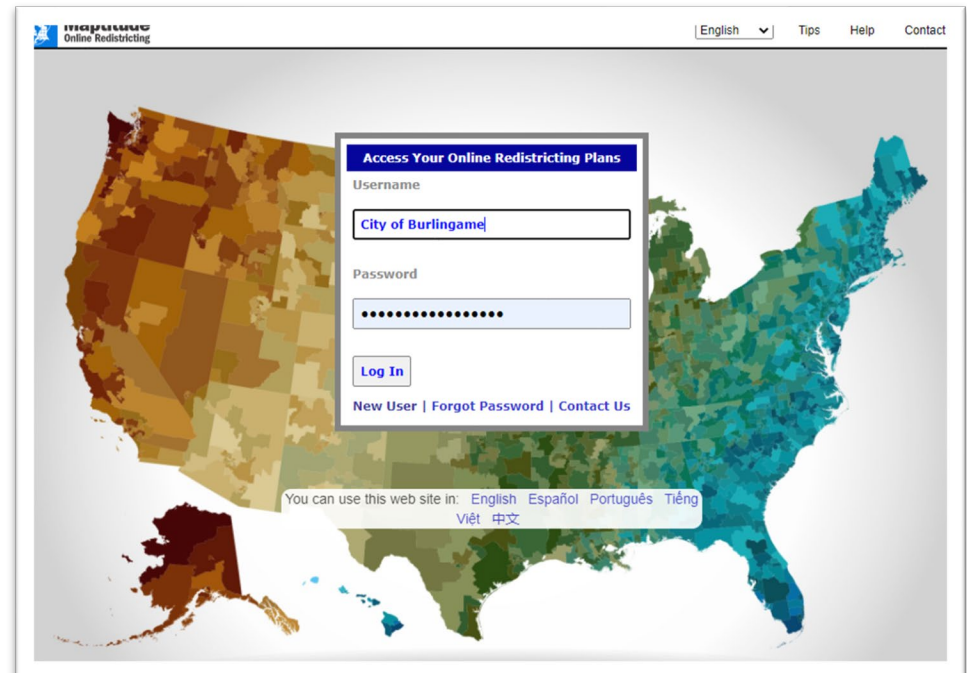 Maptitude
Online Redistricting
English Tips Help Contact
Access Your Online Redistricting Plans
Username
City of Burlingame
Password
•••••••••••••••••
Log In
New User | Forgot Password | Contact Us
You can use this web site in: English Español Português Tiếng
Việt 中文